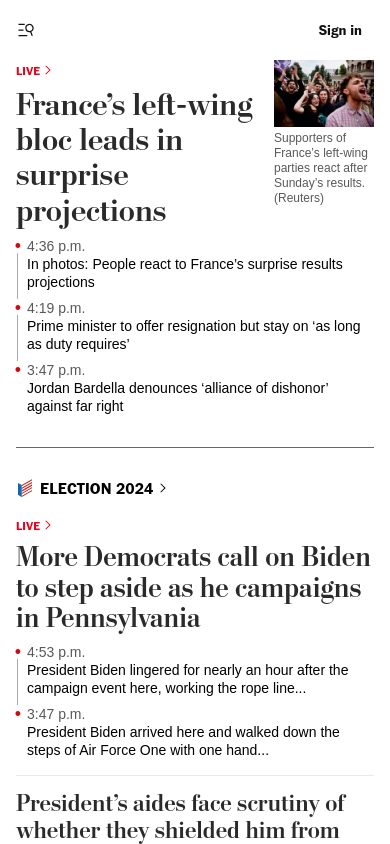 Sign in
LIVE
France’s left-wing
bloc leads in
surprise
projections
Supporters of
France’s left-wing
parties react after
Sunday’s results.
(Reuters)
4:36 p.m.
In photos: People react to France’s surprise results
projections
4:19 p.m.
Prime minister to offer resignation but stay on ‘as long
as duty requires’
3:47 p.m.
Jordan Bardella denounces ‘alliance of dishonor’
against far right
ELECTION 2024
LIVE
More Democrats call on Biden
to step aside as he campaigns
in Pennsylvania
4:53 p.m.
President Biden lingered for nearly an hour after the
campaign event here, working the rope line...
3:47 p.m.
President Biden arrived here and walked down the
steps of Air Force One with one hand...
President’s aides face scrutiny of
whether they shielded him from